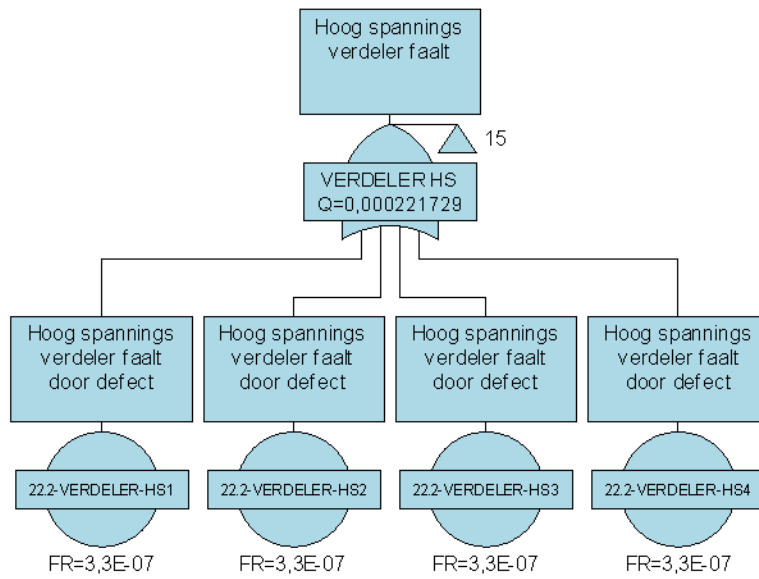 Hoog spannings
verdeler faalt
15
VERDELER HS
Q=0,000221729
Hoog spannings
verdeler faalt
door defect
Hoog spannings
verdeler faalt
door defect
Hoog spannings
verdeler faalt
door defect
Hoog spannings
verdeler faalt
door defect
22.2-VERDELER-HS1
22.2-VERDELER-HS2
22.2-VERDELER-HS3
22.2-VERDELER-HS4
FR=3,3E-07
FR=3,3E-07
FR=3,3E-07
FR=3,3E-07